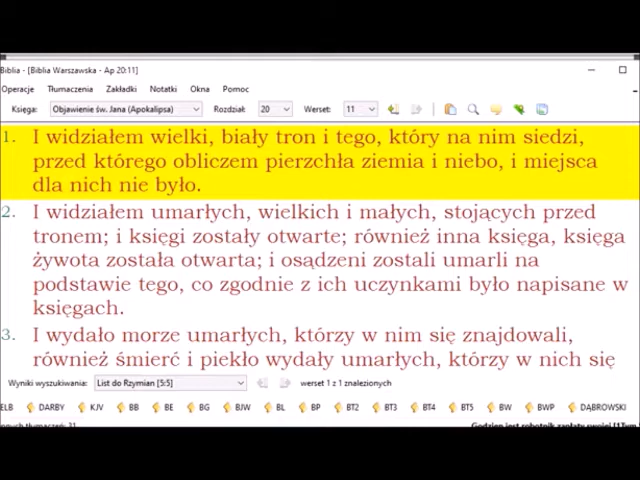 Biblia - [Biblia Warszawska - Ap 20:11]
Operacje Tłumaczenia Zakładki Notatki Okna Pomoc
Księga: Objawienie św. Jana (Apokalipsa) Rozdział: 20 Werset: 11
1. I widziałem wielki, biały tron i tego, który na nim siedzi,
przed którego obliczem pierzchła ziemia i niebo, i miejsca
dla nich nie było.
2. I widziałem umarłych, wielkich i małych, stojących przed
tronem; i księgi zostały otwarte; również inna księga, księga
żywota została otwarta; i osądzeni zostali umarli na
podstawie tego, co zgodnie z ich uczynkami było napisane w
księgach.
3. I wydało morze umarłych, którzy w nim się znajdowali,
również śmierć i piekło wydały umarłych, którzy w nich się
Wyniki wyszukiwania: List do Rzymian [5:5] werset 1 z 1 znalezionych
ELB DARBY KJV BB BE BG BJW BL BP BT2 BT3 BT4 BT5 BW BWP DĄBROWSKI